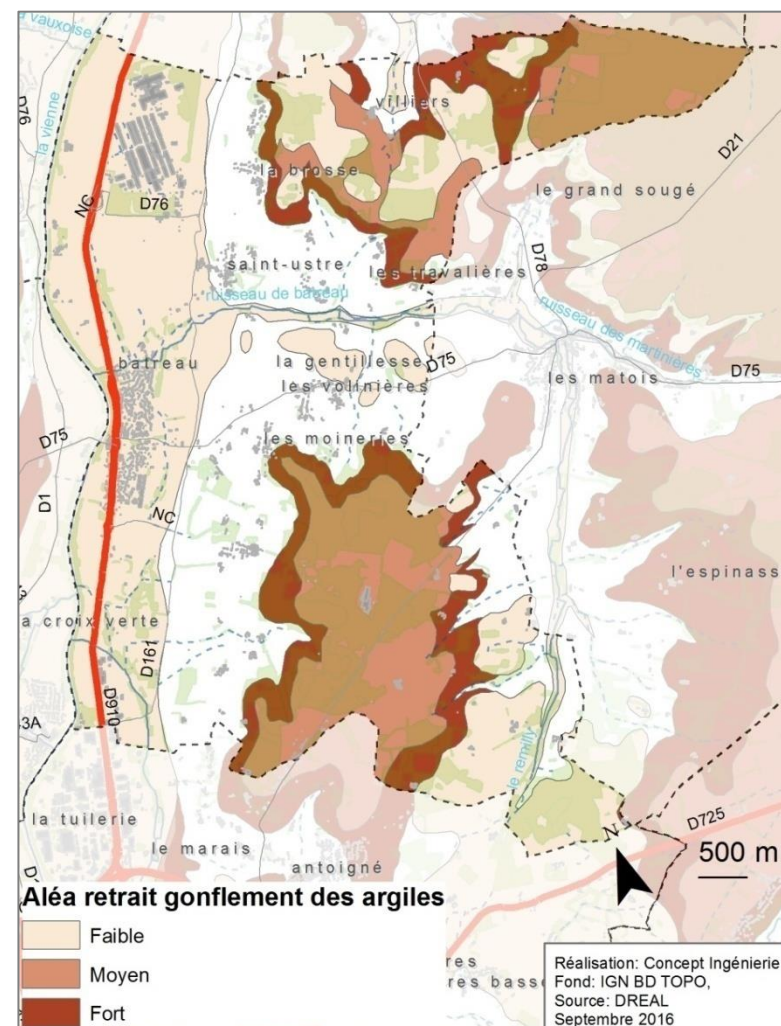 a vauxoise
D76
la vienne
villiers
D21
la brosse
le grand sougé
NC
D76
saint-ustre
les travalières
D78
ruisseau de batreau
ruisseau des martinières
batreau
la gentillesse
D75
les volinières
les matois
D75
D75
les moineries
D1
NC
l'espinass
a croix verte
D161
3A
D910
le remilly
la tuilerie
N
D725
le marais
500 m
antoigné
Aléa retrait gonflement des argiles
Faible
Moyen
Fort
res
res basse
Réalisation: Concept Ingénierie
Fond: IGN BD TOPO,
Source: DREAL
Septembre 2016